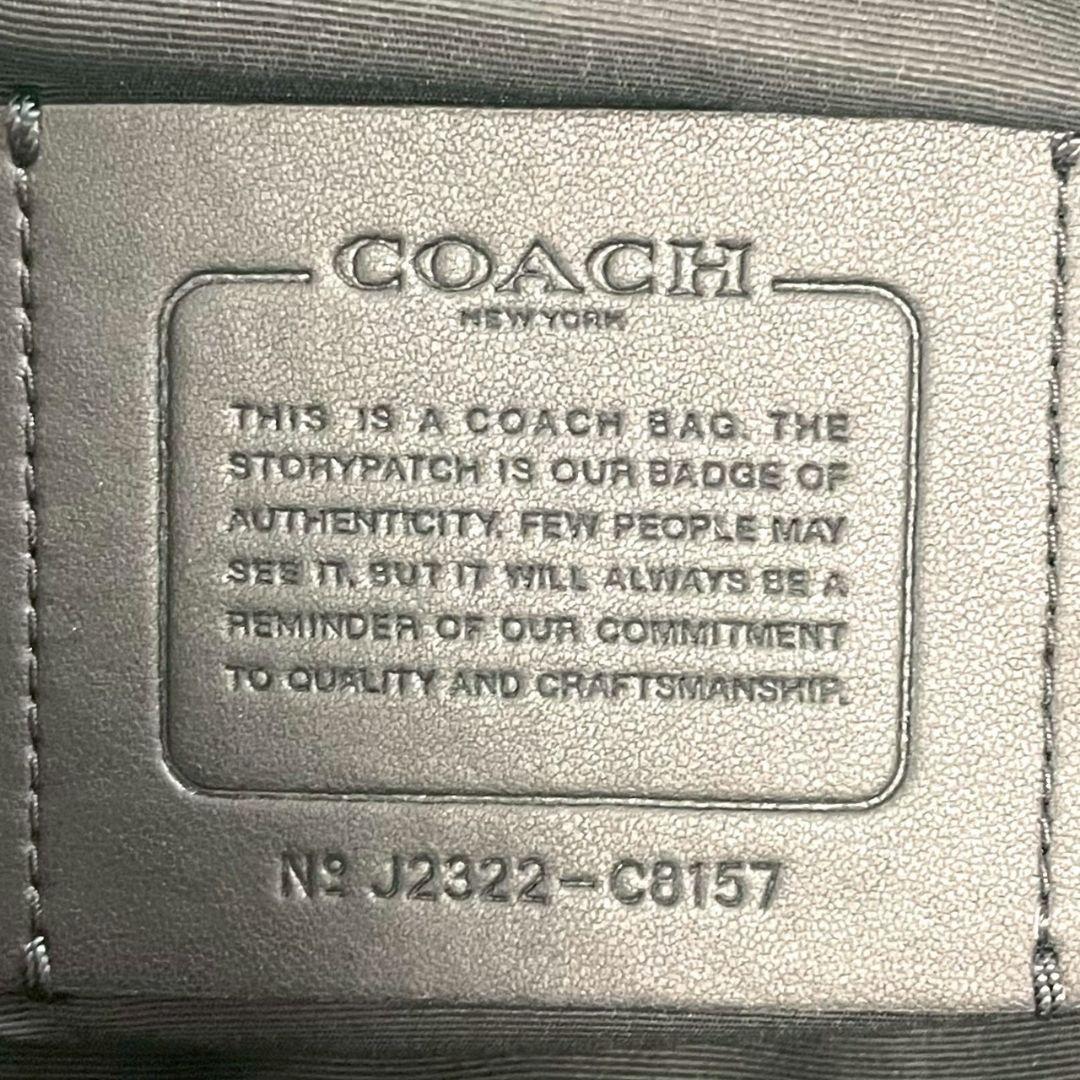 COACH
NEW YORK
THIS IS A COACH BAG. THE
STORYPATCH IS OUR BADGE OF
AUTHENTICITY. FEW PEOPLE MAY
SEE IT, BUT IT WILL ALWAYS BE A
REMINDER OF OUR COMMITMENT
TO QUALITY AND CRAFTSMANSHIP.
Nº J2322-C8157